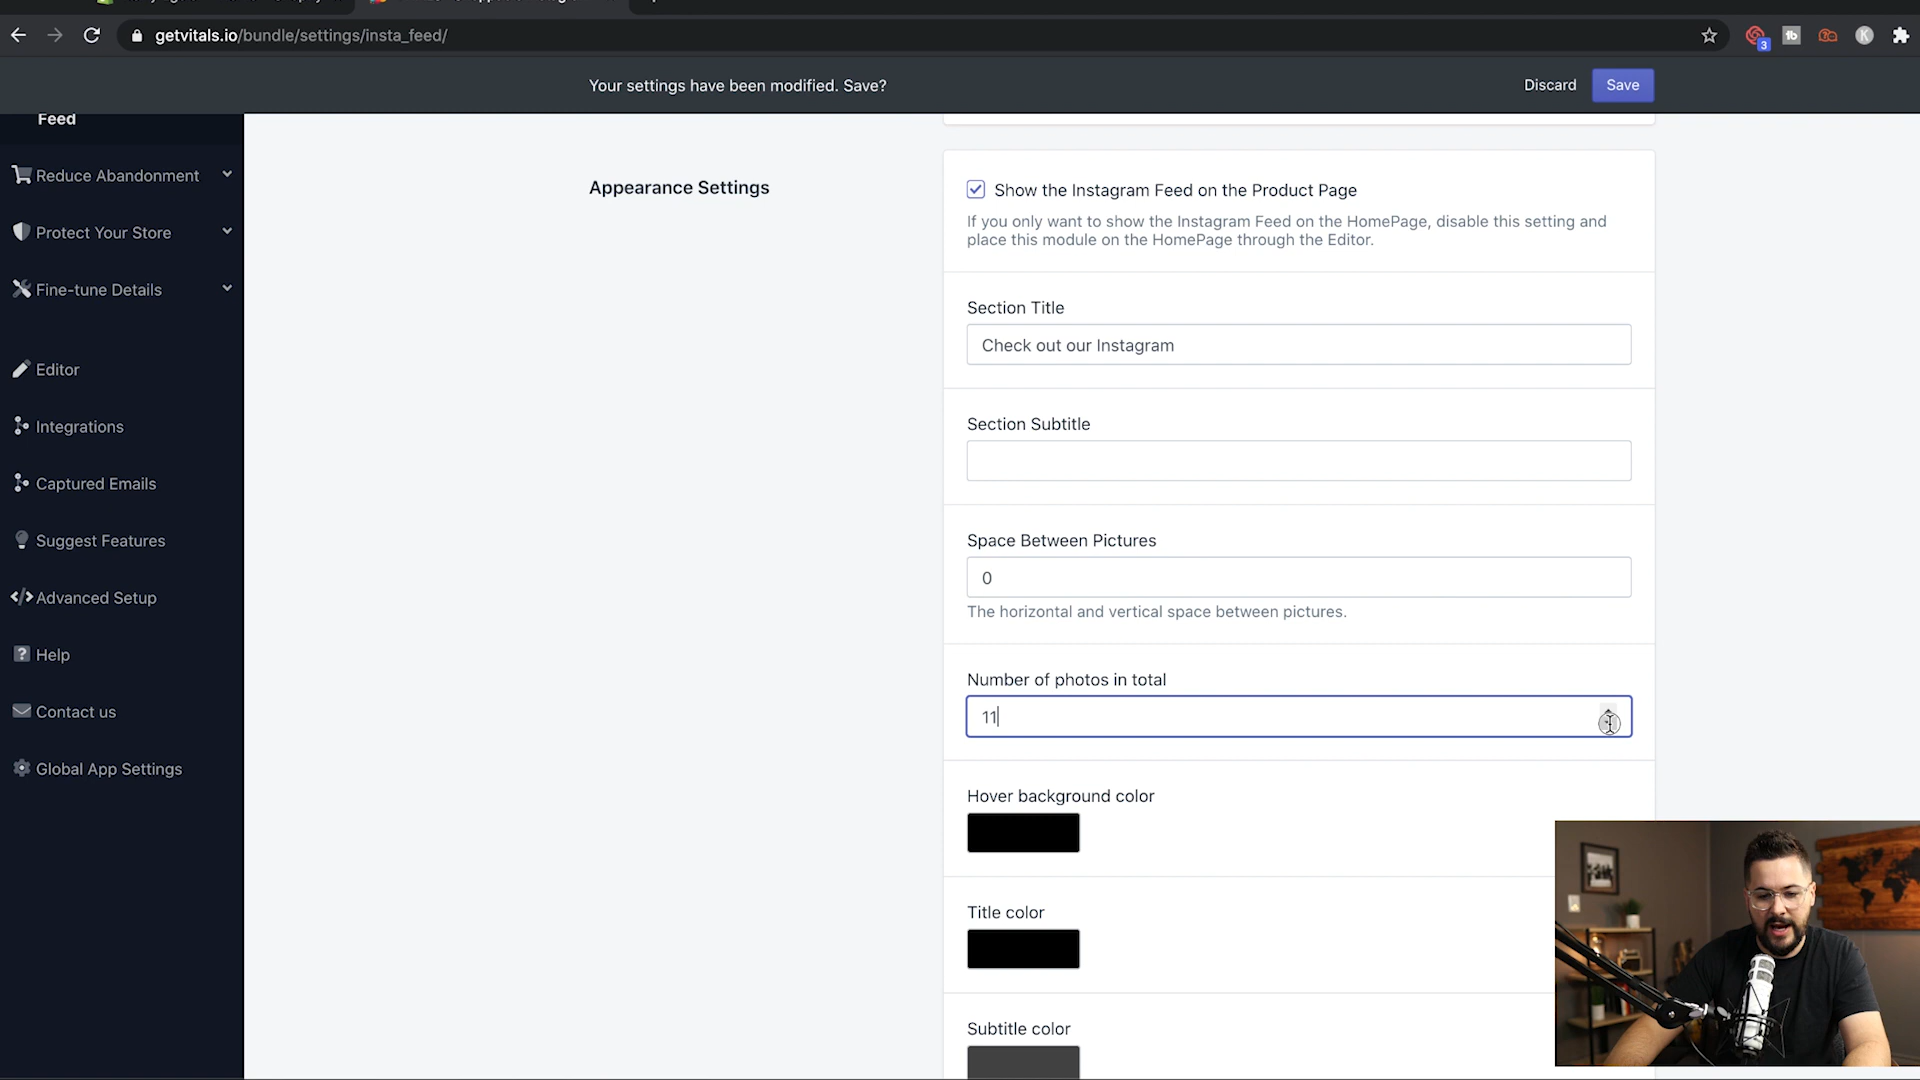 getvitals.io/bundle/settings/insta_feed/
3
tb
K
Your settings have been modified. Save?
Discard
Save
Feed
Reduce Abandonment
Protect Your Store
Fine-tune Details
Editor
Integrations
Captured Emails
Suggest Features
Advanced Setup
Help
Contact us
Global App Settings
Appearance Settings
Show the Instagram Feed on the Product Page
If you only want to show the Instagram Feed on the HomePage, disable this setting and
place this module on the HomePage through the Editor.
Section Title
Check out our Instagram
Section Subtitle
Space Between Pictures
0
The horizontal and vertical space between pictures.
Number of photos in total
11
Hover background color
Title color
Subtitle color